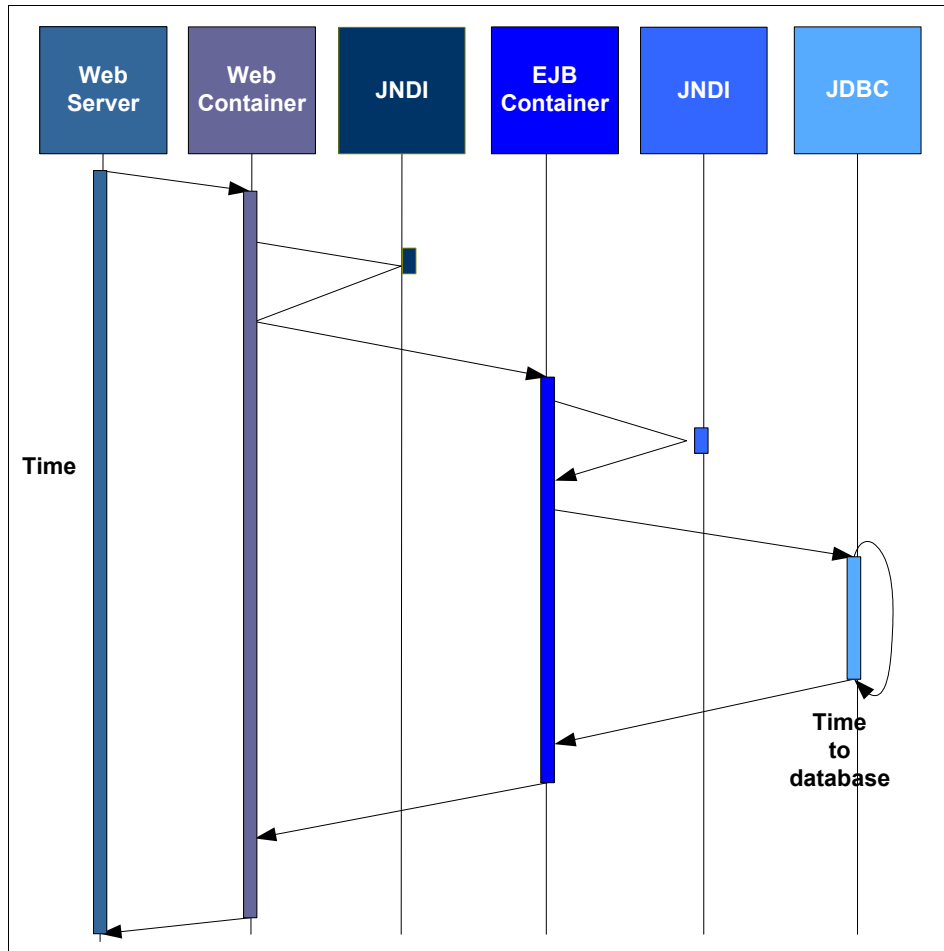 Web
Server
Web
Container
JNDI
EJB
Container
JNDI
JDBC
Time
Time
to
database